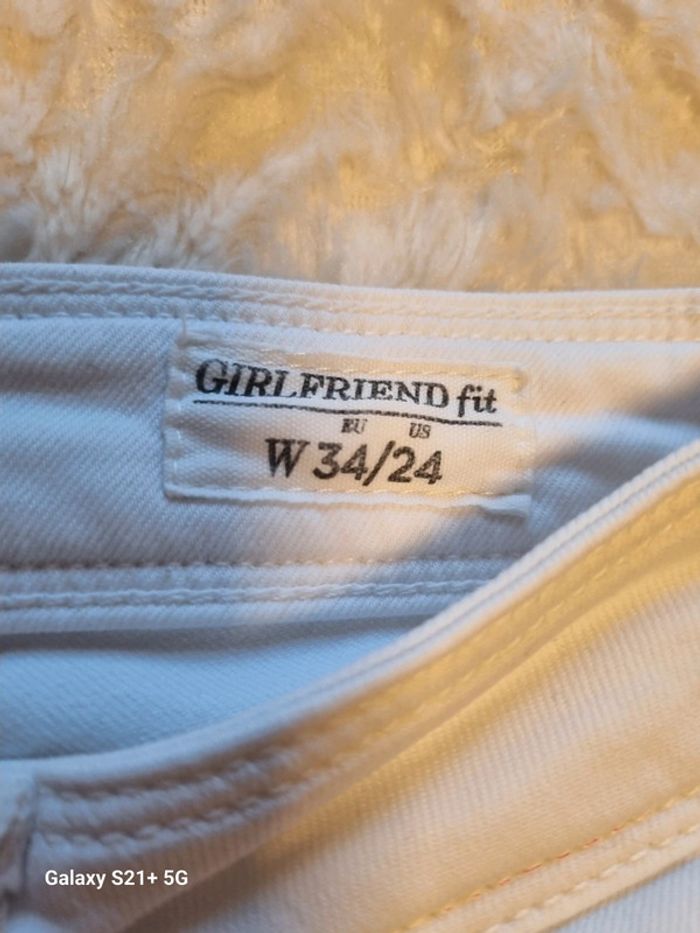 GIRLFRIEND fit
EU US
W 34/24
Galaxy S21+ 5G